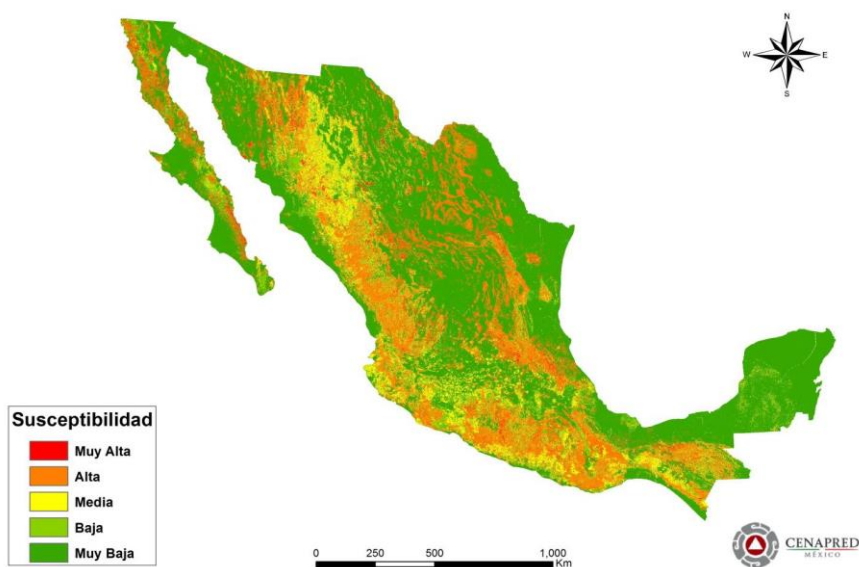 N
W E
S
Susceptibilidad
Muy Alta
Alta
Media
Baja
Muy Baja
0 250 500 1,000
Km
CENAPRED
MÉXICO